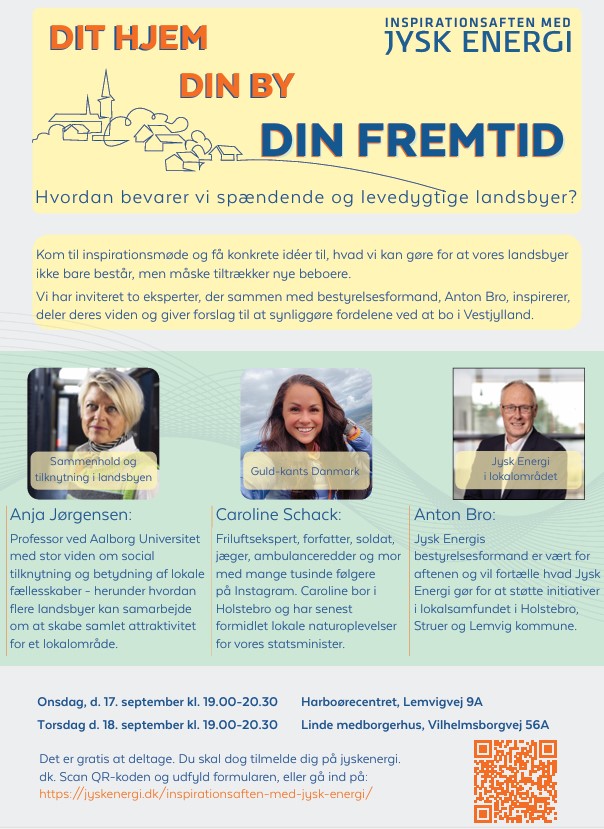 DIT HJEM
INSPIRATIONSAFTEN MED
JYSK ENERGI
DIN BY
DIN FREMTID
Hvordan bevarer vi spændende og levedygtige landsbyer?
Kom til inspirationsmøde og få konkrete idéer til, hvad vi kan gøre for at vores landsbyer
ikke bare består, men måske tiltrækker nye beboere.
Vi har inviteret to eksperter, der sammen med bestyrelsesformand, Anton Bro, inspirerer,
deler deres viden og giver forslag til at synliggøre fordelene ved at bo i Vestjylland.
Sammenhold og
tilknytning i landsbyen
Anja Jørgensen:
Professor ved Aalborg Universitet
med stor viden om social
tilknytning og betydning af lokale
fællesskaber - herunder hvordan
flere landsbyer kan samarbejde
om at skabe samlet attraktivitet
for et lokalområde.
Guld-kants Danmark
Caroline Schack:
Friluftsekspert, forfatter, soldat,
jæger, ambulanceredder og mor
med mange tusinde følgere
på Instagram. Caroline bor i
Holstebro og har senest
formidlet lokale naturoplevelser
for vores statsminister.
Jysk Energi
i lokalområdet
Anton Bro:
Jysk Energis
bestyrelsesformand er vært for
aftenen og vil fortælle hvad Jysk
Energi gør for at støtte initiativer
i lokalsamfundet i Holstebro,
Struer og Lemvig kommune.
Onsdag, d. 17. september kl. 19.00-20.30 Harboørecentret, Lemvigvej 9A
Torsdag d. 18. september kl. 19.00-20.30 Linde medborgerhus, Vilhelmsborgvej 56A
Det er gratis at deltage. Du skal dog tilmelde dig på jyskenergi.
dk. Scan QR-koden og udfyld formularen, eller gå ind på:
https://jyskenergi.dk/inspirationsaften-med-jysk-energi/